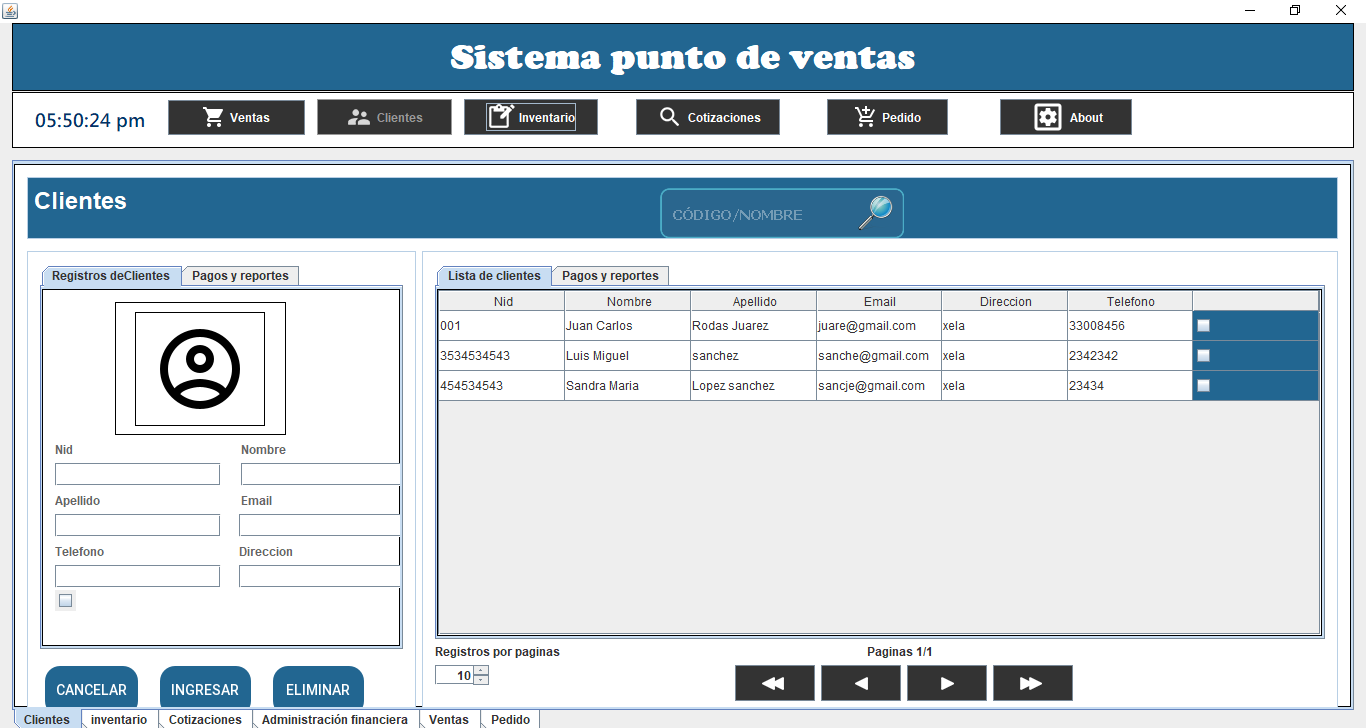 Sistema punto de ventas
05:50:24 pm Ventas Clientes Inventario Cotizaciones Pedido About
Clientes CÓDIGO/NOMBRE
Registros deClientes Pagos y reportes
Nid Nombre
Apellido Email
Telefono Direccion
CANCELAR INGRESAR ELIMINAR
Lista de clientes Pagos y reportes
Nid Nombre Apellido Email Direccion Telefono
001 Juan Carlos Rodas Juarez juare@gmail.com xela 33008456
3534534543 Luis Miguel sanchez sanche@gmail.com xela 2342342
454534543 Sandra Maria Lopez sanchez sancje@gmail.com xela 23434
Registros por paginas Paginas 1/1
10
Clientes inventario Cotizaciones Administración financiera Ventas Pedido